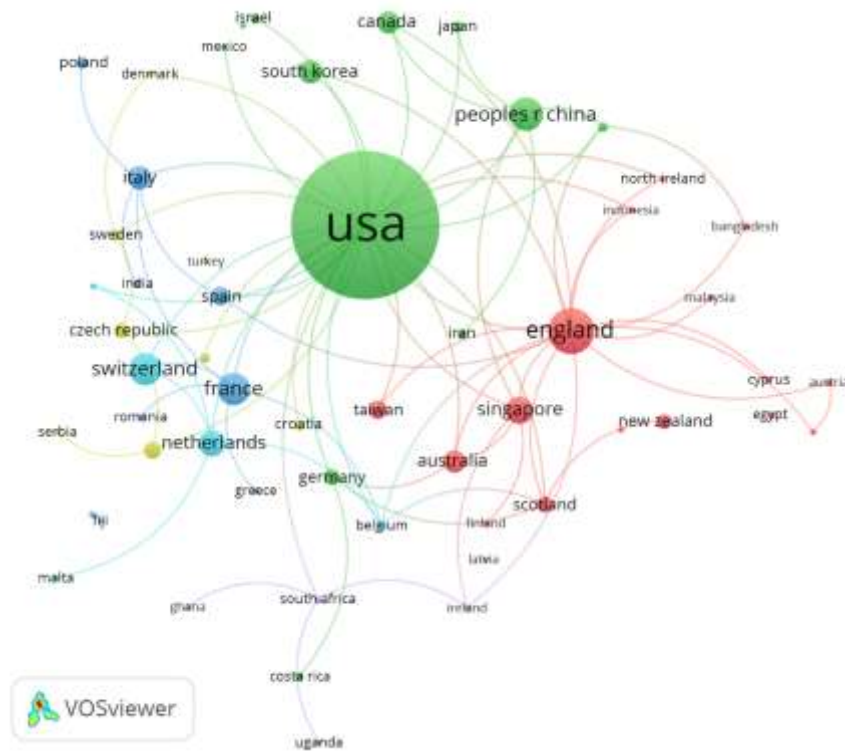 israel
canada
japan
mexico
south korea
poland
denmark
peoples r china
italy
north ireland
indonesia
usa
bangladesh
sweden
turkey
india
spain
malaysia
czech republic
iran
england
switzerland
france
cyprus
austria
romania
croatia
taiwan
singapore
egypt
new zealand
serbia
netherlands
australia
germany
greece
scotland
fiji
belgium
finland
latvia
malta
ghana
south africa
ireland
costa rica
VOSviewer
uganda